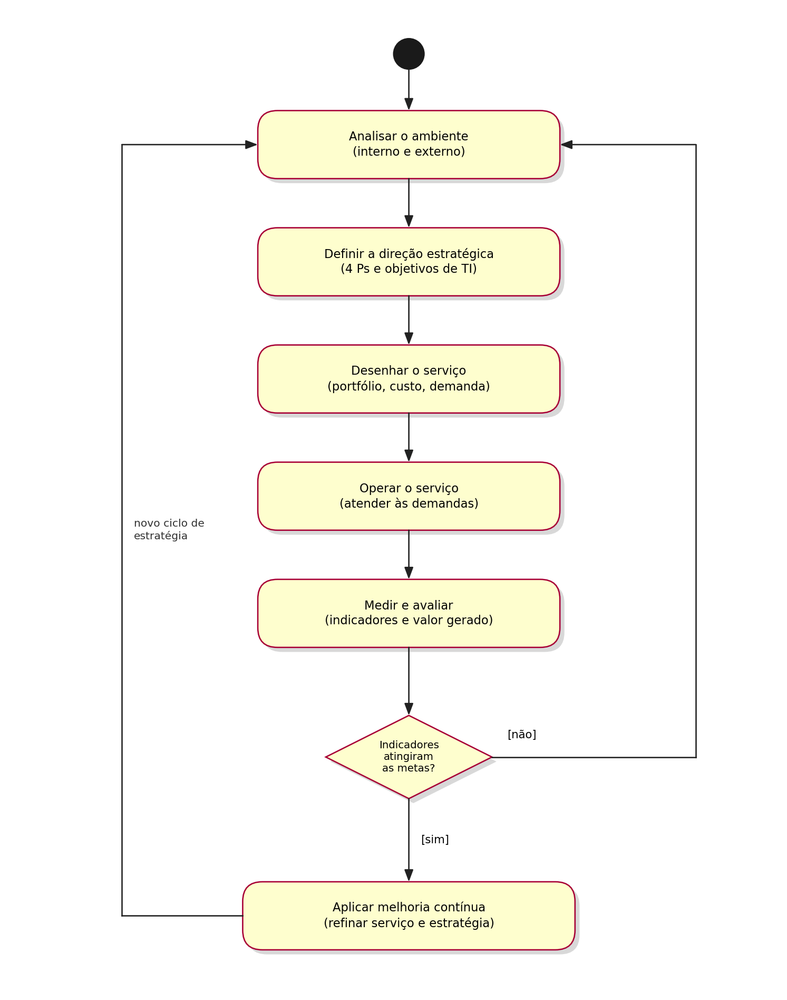 Analisar o ambiente
(interno e externo)
Definir a direção estratégica
(4 Ps e objetivos de TI)
Desenhar o serviço
(portfólio, custo, demanda)
Operar o serviço
(atender às demandas)
novo ciclo de
estratégia
Medir e avaliar
(indicadores e valor gerado)
Indicadores
atingiram
as metas?
[não]
[sim]
Aplicar melhoria contínua
(refinar serviço e estratégia)